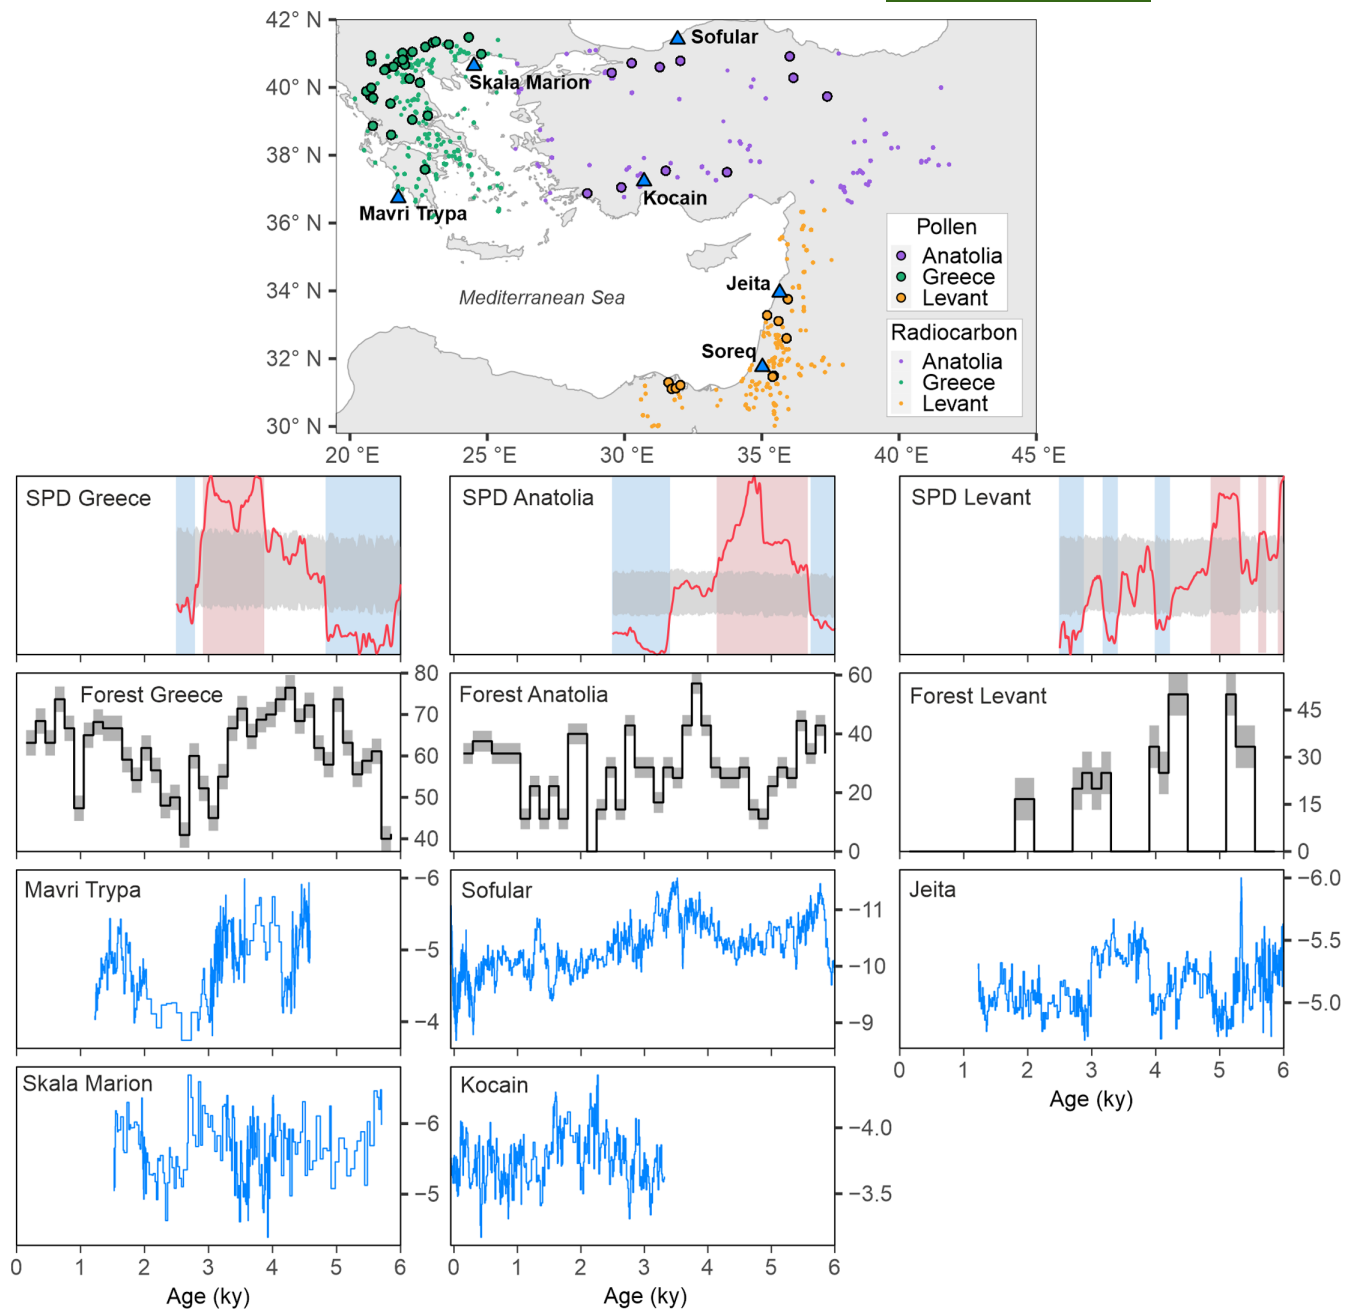 42° N
40° N
38° N
36° N
34° N
32° N
30° N
20 °E
25 °E
30 °E
35 °E
40 °E
45 °E
Sofular
Skala Marion
Kocain
Mavri Trypa
Jeita
Mediterranean Sea
Soreq
Pollen
Anatolia
Greece
Levant
Radiocarbon
Anatolia
Greece
Levant
SPD Greece
SPD Anatolia
SPD Levant
Forest Greece
80
70
60
50
40
Forest Anatolia
60
40
20
0
Forest Levant
45
30
15
0
Mavri Trypa
−6
−5
−4
Sofular
−11
−10
−9
Jeita
−6.0
−5.5
−5.0
0 1 2 3 4 5 6
Age (ky)
Skala Marion
−6
−5
0 1 2 3 4 5 6
Age (ky)
Kocain
−4.0
−3.5
0 1 2 3 4 5 6
Age (ky)